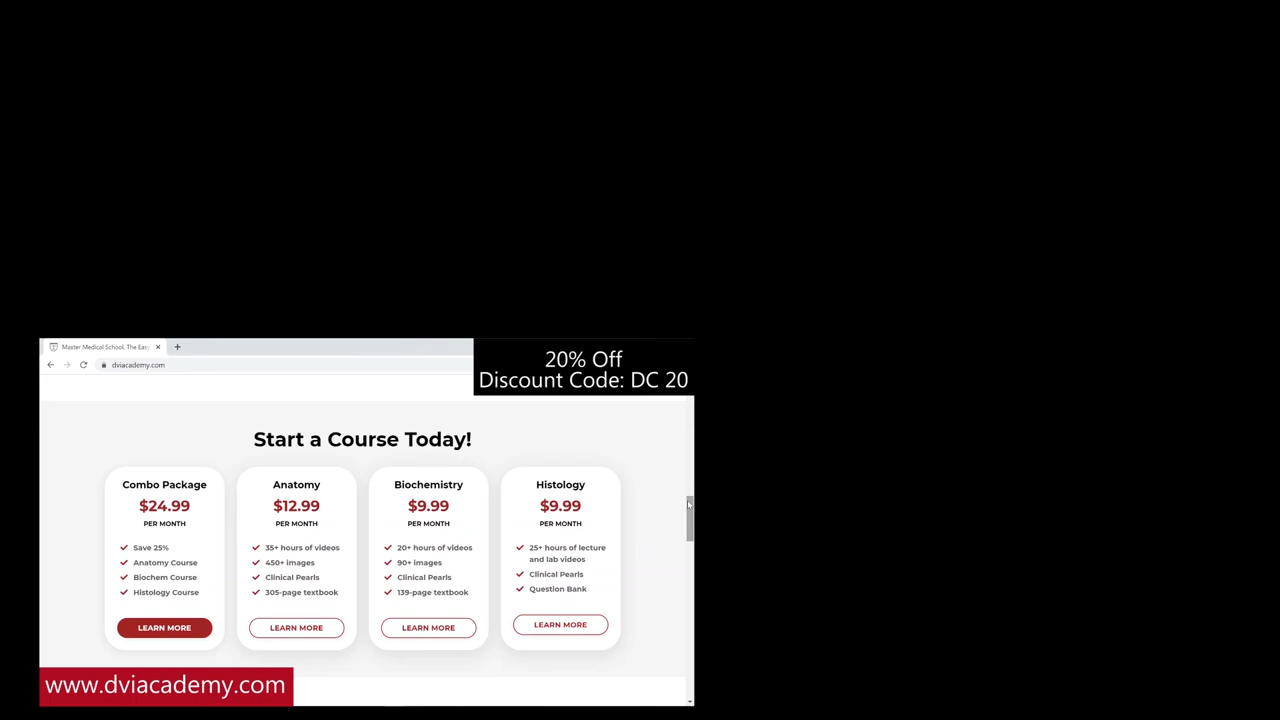 Master Medical School, The Easy
dviacademy.com
20% Off
Discount Code: DC 20
Start a Course Today!
Combo Package
$24.99
PER MONTH
Save 25%
Anatomy Course
Biochem Course
Histology Course
LEARN MORE
Anatomy
$12.99
PER MONTH
35+ hours of videos
450+ images
Clinical Pearls
305-page textbook
LEARN MORE
Biochemistry
$9.99
PER MONTH
20+ hours of videos
90+ images
Clinical Pearls
139-page textbook
LEARN MORE
Histology
$9.99
PER MONTH
25+ hours of lecture
and lab videos
Clinical Pearls
Question Bank
LEARN MORE
www.dviacademy.com